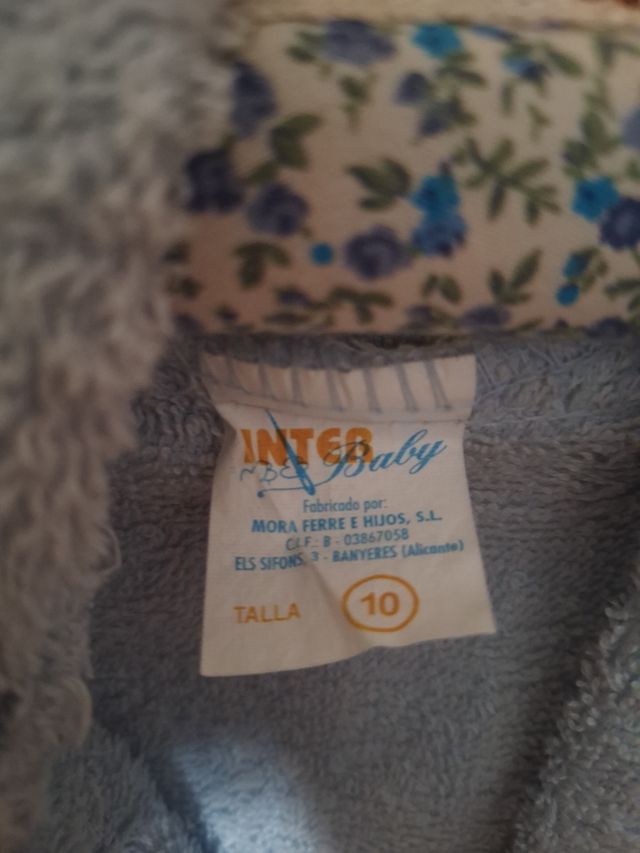 INTER
Baby
Fabricado por:
MORA FERRE E HIJOS, S.L.
C.I.F.: B - 03867058
ELS SIFONS, 3 - BANYERES (Alicante)
TALLA 10